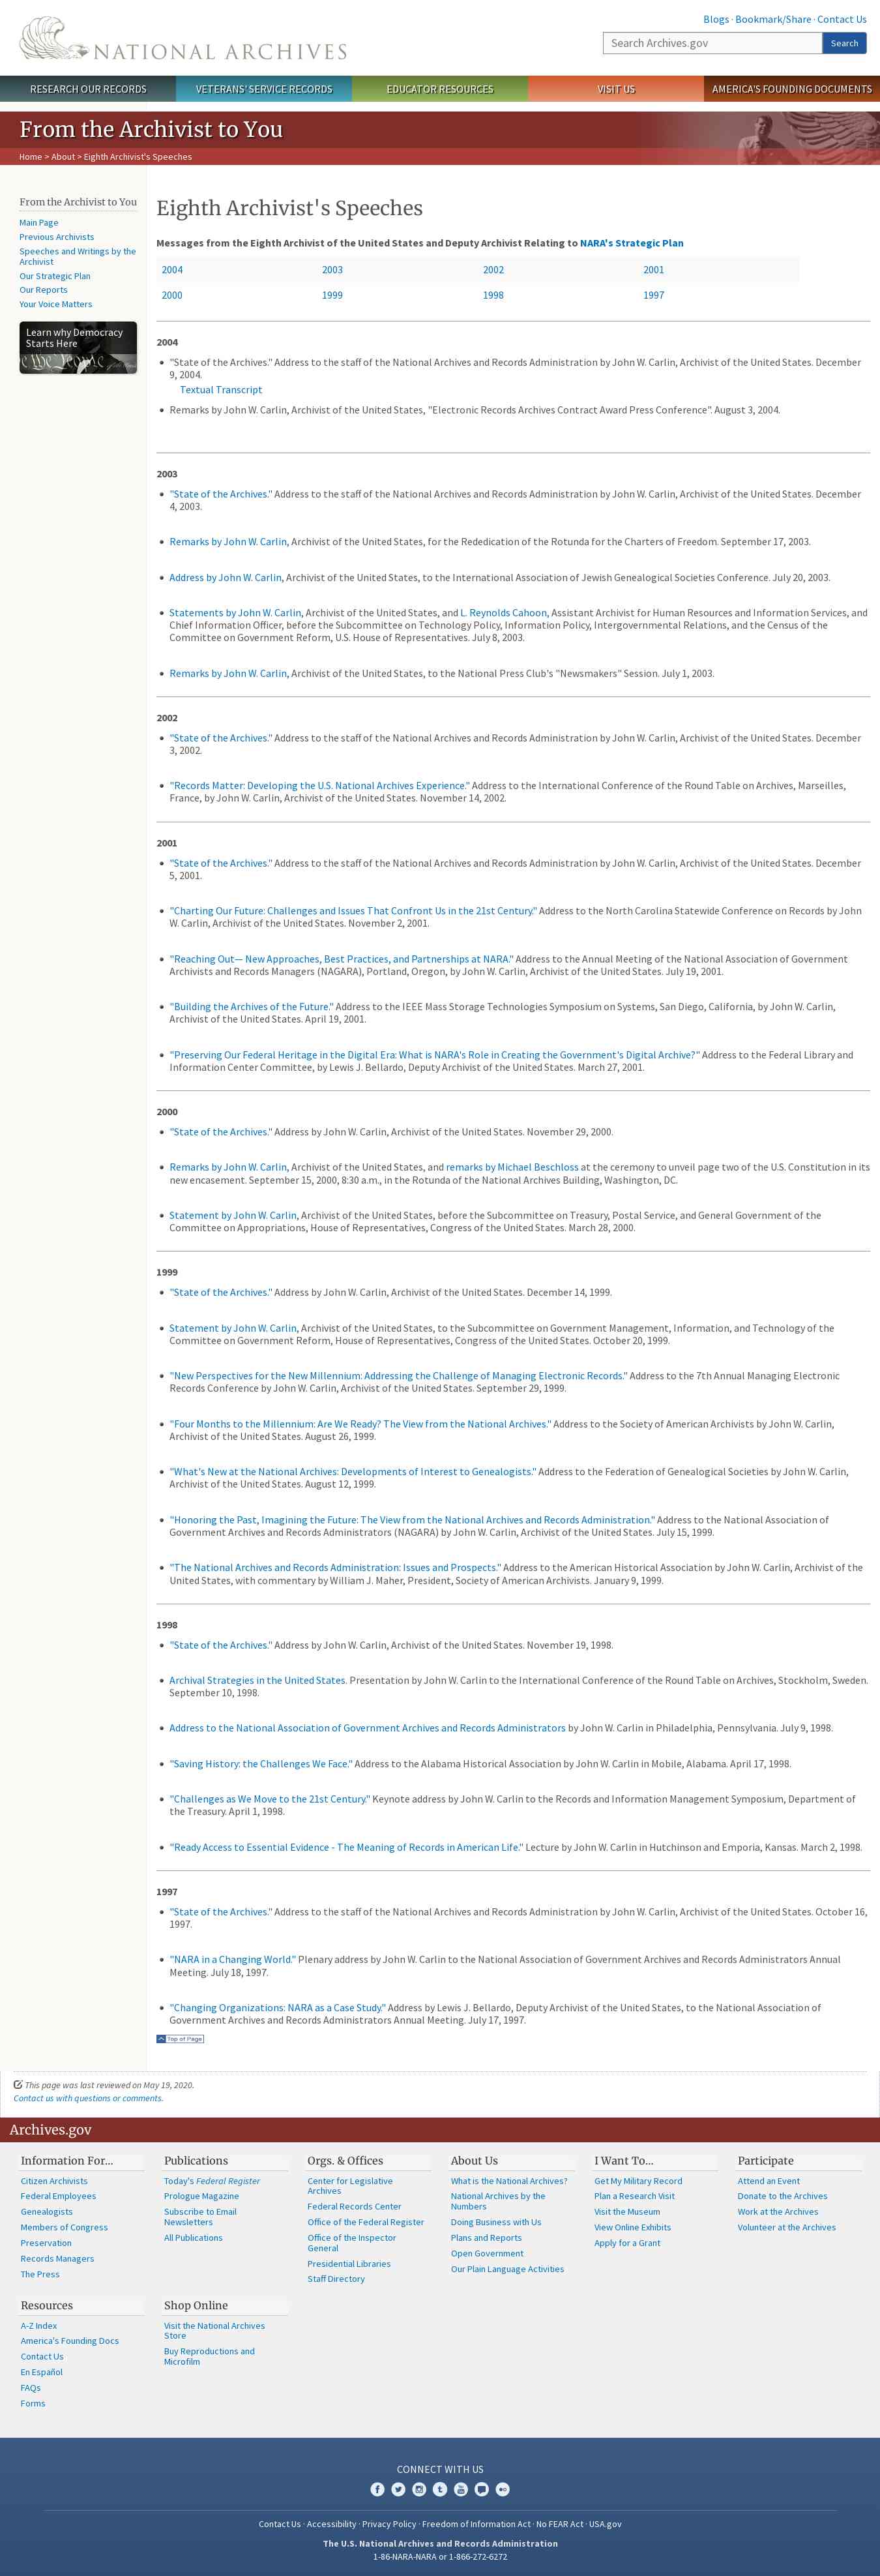 Blogs · Bookmark/Share · Contact Us
NATIONAL ARCHIVES
Search Archives.gov
Search
RESEARCH OUR RECORDS
VETERANS' SERVICE RECORDS
EDUCATOR RESOURCES
VISIT US
AMERICA'S FOUNDING DOCUMENTS
From the Archivist to You
Home > About > Eighth Archivist's Speeches
From the Archivist to You
Main Page
Previous Archivists
Speeches and Writings by the
Archivist
Our Strategic Plan
Our Reports
Your Voice Matters
Learn why Democracy
Starts Here
Eighth Archivist's Speeches
Messages from the Eighth Archivist of the United States and Deputy Archivist Relating to NARA's Strategic Plan
2004 2003 2002 2001
2000 1999 1998 1997
2004
"State of the Archives." Address to the staff of the National Archives and Records Administration by John W. Carlin, Archivist of the United States. December
9, 2004.
Textual Transcript
Remarks by John W. Carlin, Archivist of the United States, "Electronic Records Archives Contract Award Press Conference". August 3, 2004.
2003
"State of the Archives." Address to the staff of the National Archives and Records Administration by John W. Carlin, Archivist of the United States. December
4, 2003.
Remarks by John W. Carlin, Archivist of the United States, for the Rededication of the Rotunda for the Charters of Freedom. September 17, 2003.
Address by John W. Carlin, Archivist of the United States, to the International Association of Jewish Genealogical Societies Conference. July 20, 2003.
Statements by John W. Carlin, Archivist of the United States, and L. Reynolds Cahoon, Assistant Archivist for Human Resources and Information Services, and
Chief Information Officer, before the Subcommittee on Technology Policy, Information Policy, Intergovernmental Relations, and the Census of the
Committee on Government Reform, U.S. House of Representatives. July 8, 2003.
Remarks by John W. Carlin, Archivist of the United States, to the National Press Club's "Newsmakers" Session. July 1, 2003.
2002
"State of the Archives." Address to the staff of the National Archives and Records Administration by John W. Carlin, Archivist of the United States. December
3, 2002.
"Records Matter: Developing the U.S. National Archives Experience." Address to the International Conference of the Round Table on Archives, Marseilles,
France, by John W. Carlin, Archivist of the United States. November 14, 2002.
2001
"State of the Archives." Address to the staff of the National Archives and Records Administration by John W. Carlin, Archivist of the United States. December
5, 2001.
"Charting Our Future: Challenges and Issues That Confront Us in the 21st Century." Address to the North Carolina Statewide Conference on Records by John
W. Carlin, Archivist of the United States. November 2, 2001.
"Reaching Out— New Approaches, Best Practices, and Partnerships at NARA." Address to the Annual Meeting of the National Association of Government
Archivists and Records Managers (NAGARA), Portland, Oregon, by John W. Carlin, Archivist of the United States. July 19, 2001.
"Building the Archives of the Future." Address to the IEEE Mass Storage Technologies Symposium on Systems, San Diego, California, by John W. Carlin,
Archivist of the United States. April 19, 2001.
"Preserving Our Federal Heritage in the Digital Era: What is NARA's Role in Creating the Government's Digital Archive?" Address to the Federal Library and
Information Center Committee, by Lewis J. Bellardo, Deputy Archivist of the United States. March 27, 2001.
2000
"State of the Archives." Address by John W. Carlin, Archivist of the United States. November 29, 2000.
Remarks by John W. Carlin, Archivist of the United States, and remarks by Michael Beschloss at the ceremony to unveil page two of the U.S. Constitution in its
new encasement. September 15, 2000, 8:30 a.m., in the Rotunda of the National Archives Building, Washington, DC.
Statement by John W. Carlin, Archivist of the United States, before the Subcommittee on Treasury, Postal Service, and General Government of the
Committee on Appropriations, House of Representatives, Congress of the United States. March 28, 2000.
1999
"State of the Archives." Address by John W. Carlin, Archivist of the United States. December 14, 1999.
Statement by John W. Carlin, Archivist of the United States, to the Subcommittee on Government Management, Information, and Technology of the
Committee on Government Reform, House of Representatives, Congress of the United States. October 20, 1999.
"New Perspectives for the New Millennium: Addressing the Challenge of Managing Electronic Records." Address to the 7th Annual Managing Electronic
Records Conference by John W. Carlin, Archivist of the United States. September 29, 1999.
"Four Months to the Millennium: Are We Ready? The View from the National Archives." Address to the Society of American Archivists by John W. Carlin,
Archivist of the United States. August 26, 1999.
"What's New at the National Archives: Developments of Interest to Genealogists." Address to the Federation of Genealogical Societies by John W. Carlin,
Archivist of the United States. August 12, 1999.
"Honoring the Past, Imagining the Future: The View from the National Archives and Records Administration." Address to the National Association of
Government Archives and Records Administrators (NAGARA) by John W. Carlin, Archivist of the United States. July 15, 1999.
"The National Archives and Records Administration: Issues and Prospects." Address to the American Historical Association by John W. Carlin, Archivist of the
United States, with commentary by William J. Maher, President, Society of American Archivists. January 9, 1999.
1998
"State of the Archives." Address by John W. Carlin, Archivist of the United States. November 19, 1998.
Archival Strategies in the United States. Presentation by John W. Carlin to the International Conference of the Round Table on Archives, Stockholm, Sweden.
September 10, 1998.
Address to the National Association of Government Archives and Records Administrators by John W. Carlin in Philadelphia, Pennsylvania. July 9, 1998.
"Saving History: the Challenges We Face." Address to the Alabama Historical Association by John W. Carlin in Mobile, Alabama. April 17, 1998.
"Challenges as We Move to the 21st Century." Keynote address by John W. Carlin to the Records and Information Management Symposium, Department of
the Treasury. April 1, 1998.
"Ready Access to Essential Evidence - The Meaning of Records in American Life." Lecture by John W. Carlin in Hutchinson and Emporia, Kansas. March 2, 1998.
1997
"State of the Archives." Address to the staff of the National Archives and Records Administration by John W. Carlin, Archivist of the United States. October 16,
1997.
"NARA in a Changing World." Plenary address by John W. Carlin to the National Association of Government Archives and Records Administrators Annual
Meeting. July 18, 1997.
"Changing Organizations: NARA as a Case Study." Address by Lewis J. Bellardo, Deputy Archivist of the United States, to the National Association of
Government Archives and Records Administrators Annual Meeting. July 17, 1997.
Top of Page
This page was last reviewed on May 19, 2020.
Contact us with questions or comments.
Archives.gov
Information For…
Citizen Archivists
Federal Employees
Genealogists
Members of Congress
Preservation
Records Managers
The Press
Publications
Today's Federal Register
Prologue Magazine
Subscribe to Email
Newsletters
All Publications
Orgs. & Offices
Center for Legislative
Archives
Federal Records Center
Office of the Federal Register
Office of the Inspector
General
Presidential Libraries
Staff Directory
About Us
What is the National Archives?
National Archives by the
Numbers
Doing Business with Us
Plans and Reports
Open Government
Our Plain Language Activities
I Want To…
Get My Military Record
Plan a Research Visit
Visit the Museum
View Online Exhibits
Apply for a Grant
Participate
Attend an Event
Donate to the Archives
Work at the Archives
Volunteer at the Archives
Resources
A-Z Index
America's Founding Docs
Contact Us
En Español
FAQs
Forms
Shop Online
Visit the National Archives
Store
Buy Reproductions and
Microfilm
CONNECT WITH US
Contact Us · Accessibility · Privacy Policy · Freedom of Information Act · No FEAR Act · USA.gov
The U.S. National Archives and Records Administration
1-86-NARA-NARA or 1-866-272-6272